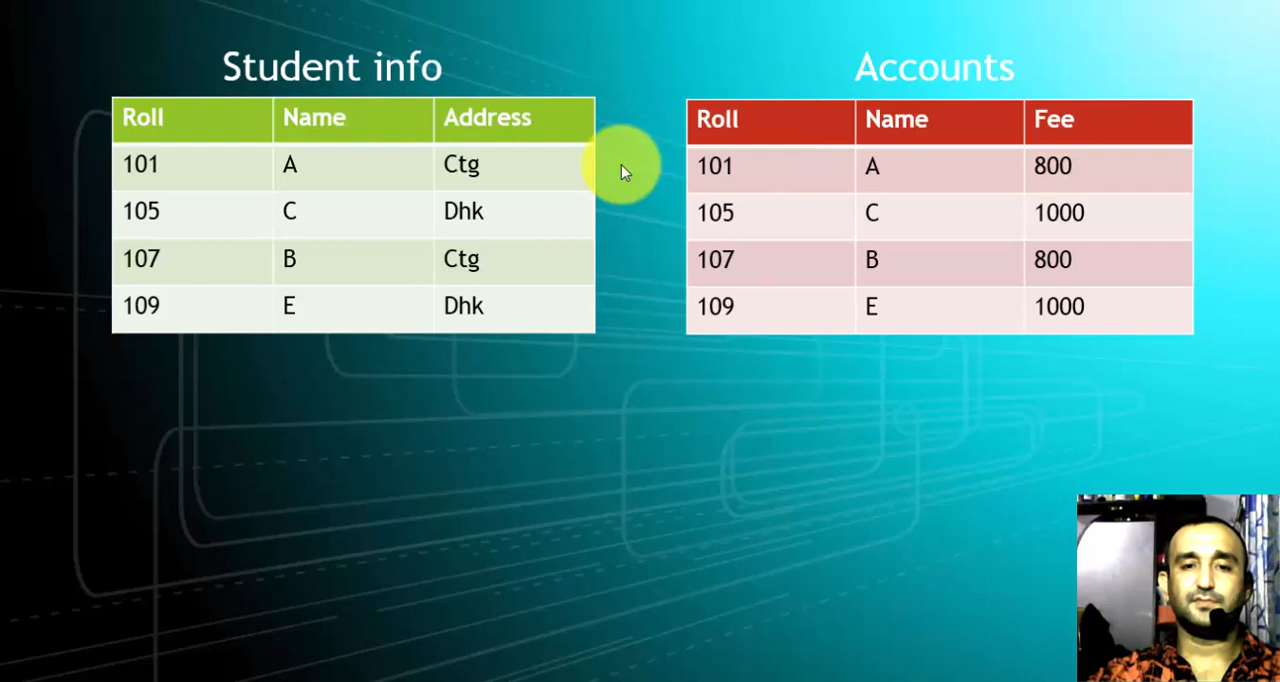 Student info
Roll Name Address
101 A Ctg
105 C Dhk
107 B Ctg
109 E Dhk
Accounts
Roll Name Fee
101 A 800
105 C 1000
107 B 800
109 E 1000